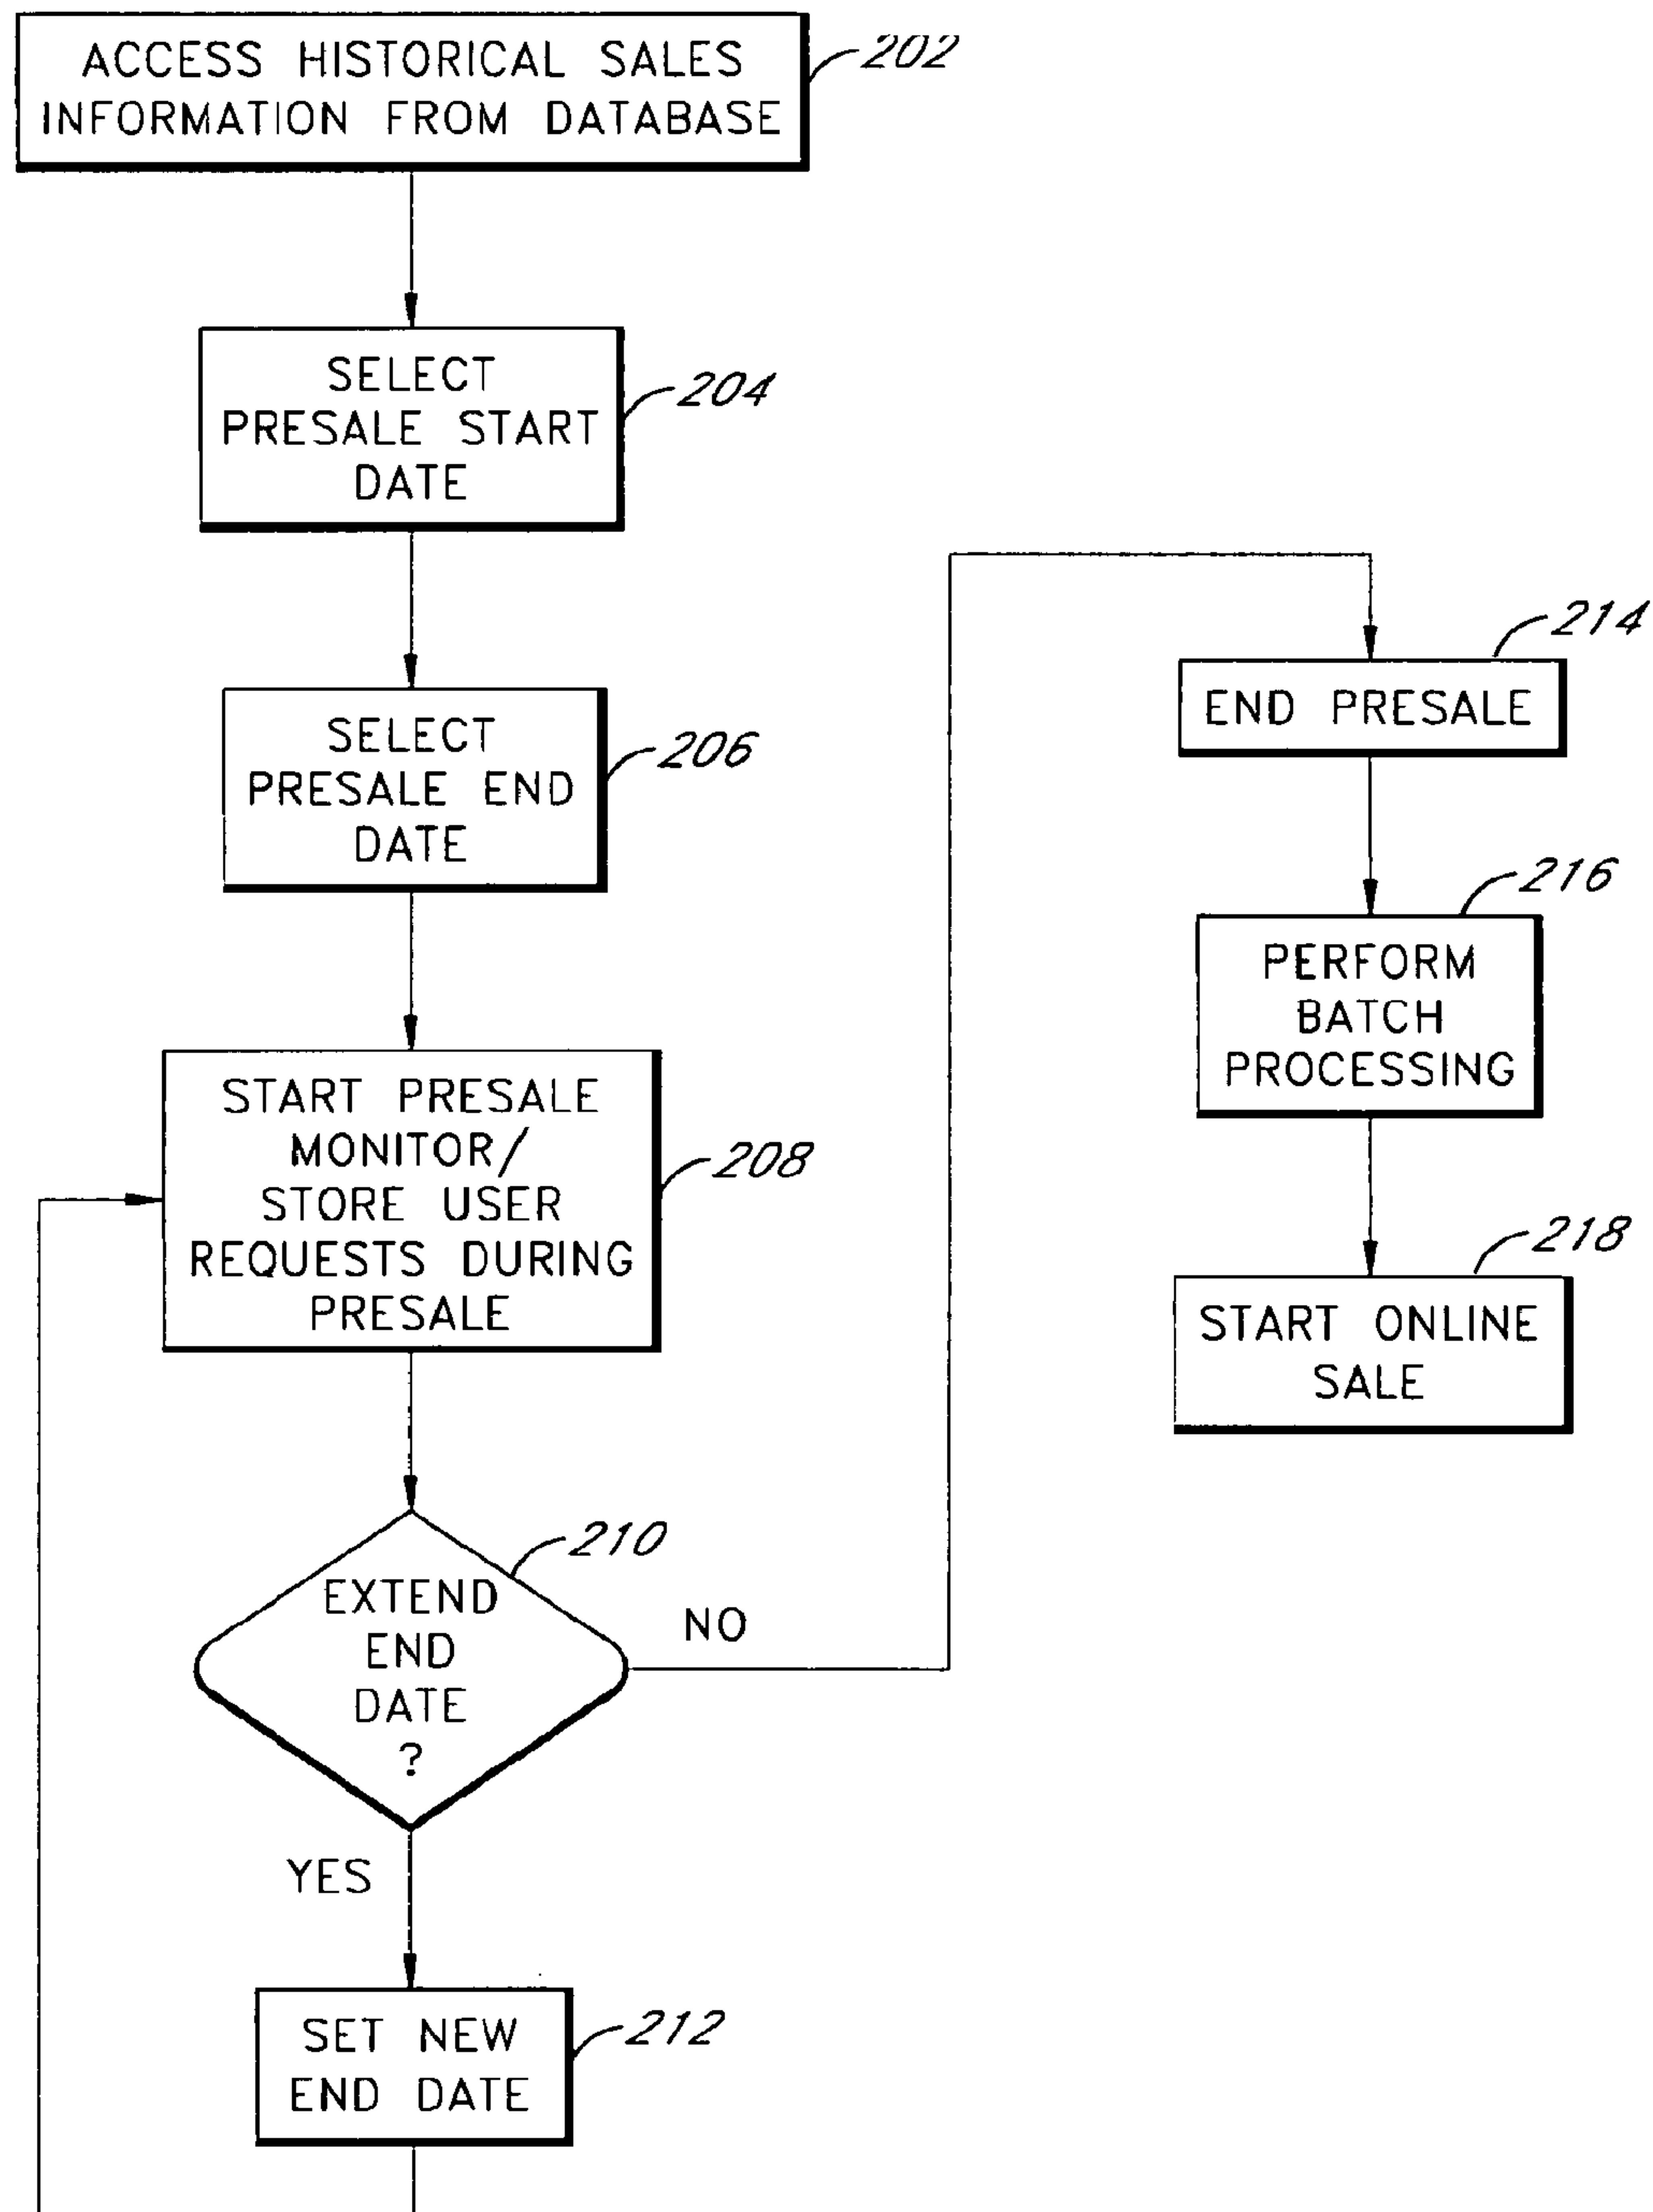 ACCESS HISTORICAL SALES
INFORMATION FROM DATABASE
202
SELECT
PRESALE START
DATE
204
SELECT
PRESALE END
DATE
206
START PRESALE
MONITOR/
STORE USER
REQUESTS DURING
PRESALE
208
EXTEND
END
DATE
?
210
NO
YES
SET NEW
END DATE
212
END PRESALE
214
PERFORM
BATCH
PROCESSING
216
START ONLINE
SALE
218